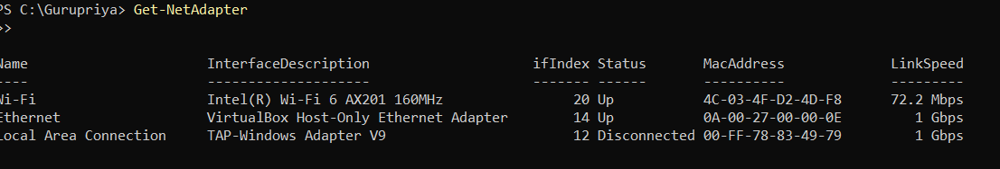 PS C:\Gurupriya> Get-NetAdapter
>>
Name InterfaceDescription ifIndex Status MacAddress LinkSpeed
---- -------------------- ------- ------ ---------- ---------
Wi-Fi Intel(R) Wi-Fi 6 AX201 160MHz 20 Up 4C-03-4F-D2-4D-F8 72.2 Mbps
Ethernet VirtualBox Host-Only Ethernet Adapter 14 Up 0A-00-27-00-00-0E 1 Gbps
Local Area Connection TAP-Windows Adapter V9 12 Disconnected 00-FF-78-83-49-79 1 Gbps